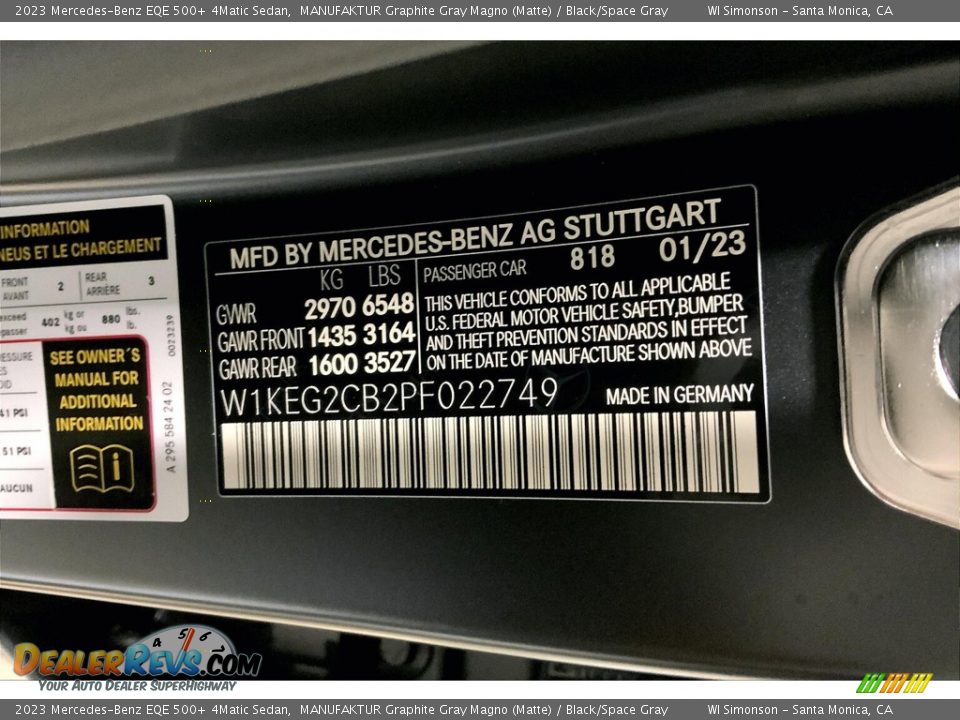 2023 Mercedes-Benz EQE 500+ 4Matic Sedan, MANUFAKTUR Graphite Gray Magno (Matte) / Black/Space Gray WI Simonson - Santa Monica, CA
INFORMATION
NEUS ET LE CHARGEMENT
FRONT
AVANT
2
REAR
ARRIÈRE
3
exceed
passer
402 kg or
kg ou
880 lbs.
lb.
0023239
SEE OWNER´S
MANUAL FOR
ADDITIONAL
INFORMATION
41 PSI
51 PSI
AUCUN
A 295 584 24 02
MFD BY MERCEDES-BENZ AG STUTTGART
KG LBS
GVWR 2970 6548
GAWR FRONT 1435 3164
GAWR REAR 1600 3527
PASSENGER CAR 818 01/23
THIS VEHICLE CONFORMS TO ALL APPLICABLE
U.S. FEDERAL MOTOR VEHICLE SAFETY,BUMPER
AND THEFT PREVENTION STANDARDS IN EFFECT
ON THE DATE OF MANUFACTURE SHOWN ABOVE
W1KEG2CB2PF022749 MADE IN GERMANY
4 5 6
DEALERREVS.COM
YOUR AUTO DEALER SUPERHIGHWAY
2023 Mercedes-Benz EQE 500+ 4Matic Sedan, MANUFAKTUR Graphite Gray Magno (Matte) / Black/Space Gray WI Simonson - Santa Monica, CA